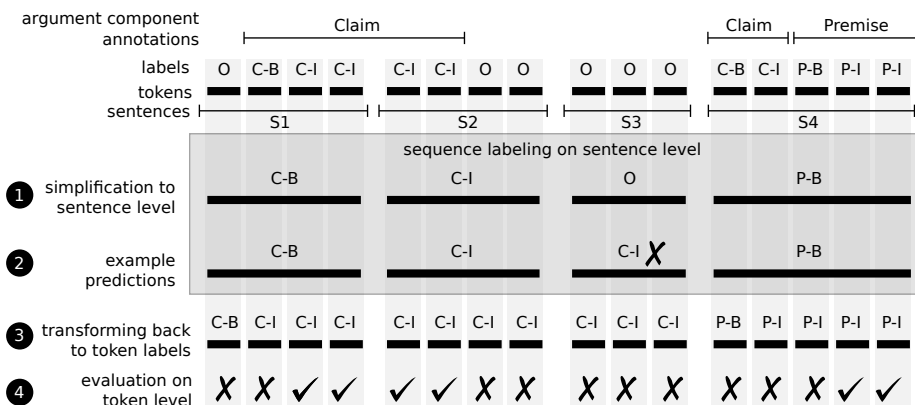 argument component annotations
Claim Claim Premise
labels O C-B C-I C-I C-I C-I O O O O O C-B C-I P-B P-I P-I
tokens
sentences
S1 S2 S3 S4
sequence labeling on sentence level
1 simplification to sentence level C-B C-I O P-B
2 example predictions C-B C-I C-I ✗ P-B
3 transforming back to token labels C-B C-I C-I C-I C-I C-I C-I C-I C-I C-I C-I P-B P-I P-I P-I P-I
4 evaluation on token level ✗ ✗ ✓ ✓ ✓ ✓ ✗ ✗ ✗ ✗ ✗ ✗ ✗ ✗ ✓ ✓